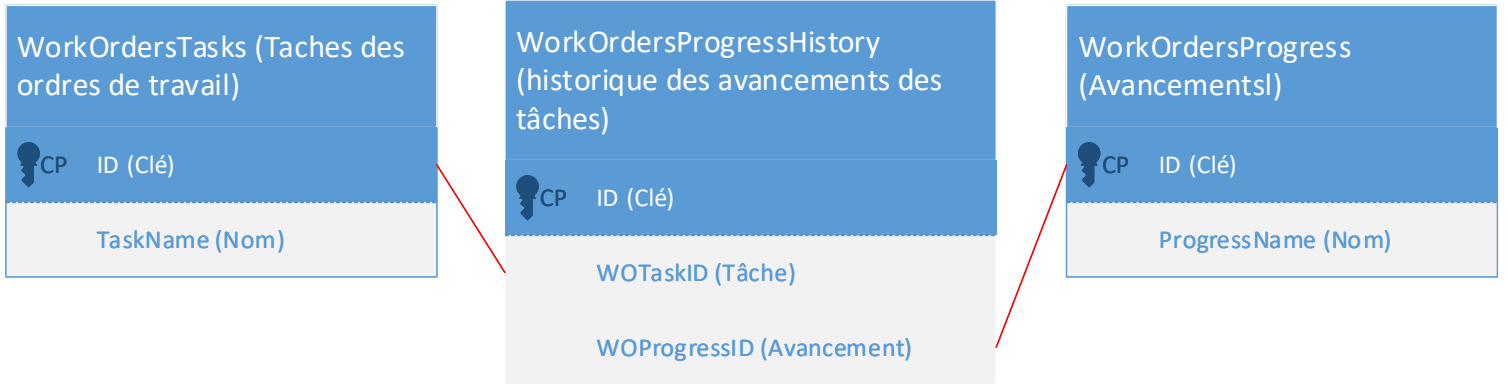 WorkOrdersTasks (Taches des
ordres de travail)
CP ID (Clé)
TaskName (Nom)
WorkOrdersProgressHistory
(historique des avancements des
tâches)
CP ID (Clé)
WOTaskID (Tâche)
WOProgressID (Avancement)
WorkOrdersProgress
(Avancementsl)
CP ID (Clé)
ProgressName (Nom)